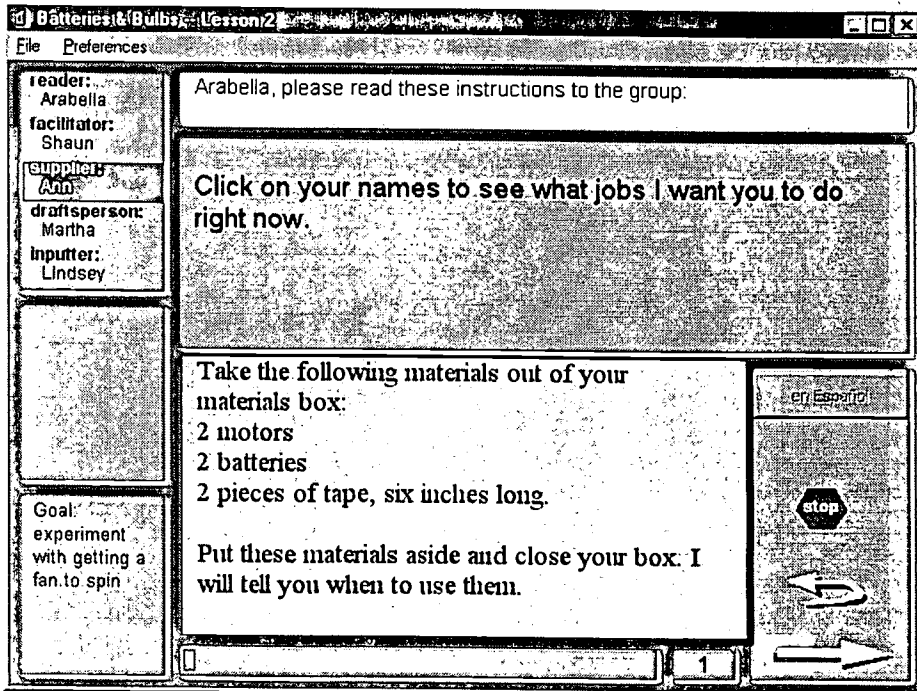 Batteries & Bulbs - Lesson 2
File Preferences
reader:
Arabella
facilitator:
Shaun
supplier:
Ann
draftsperson:
Martha
inputter:
Lindsey
Arabella, please read these instructions to the group:
Click on your names to see what jobs I want you to do
right now.
Take the following materials out of your
materials box:
2 motors
2 batteries
2 pieces of tape, six inches long.
Put these materials aside and close your box. I
will tell you when to use them.
en Español
stop
Goal:
experiment
with getting a
fan to spin
1